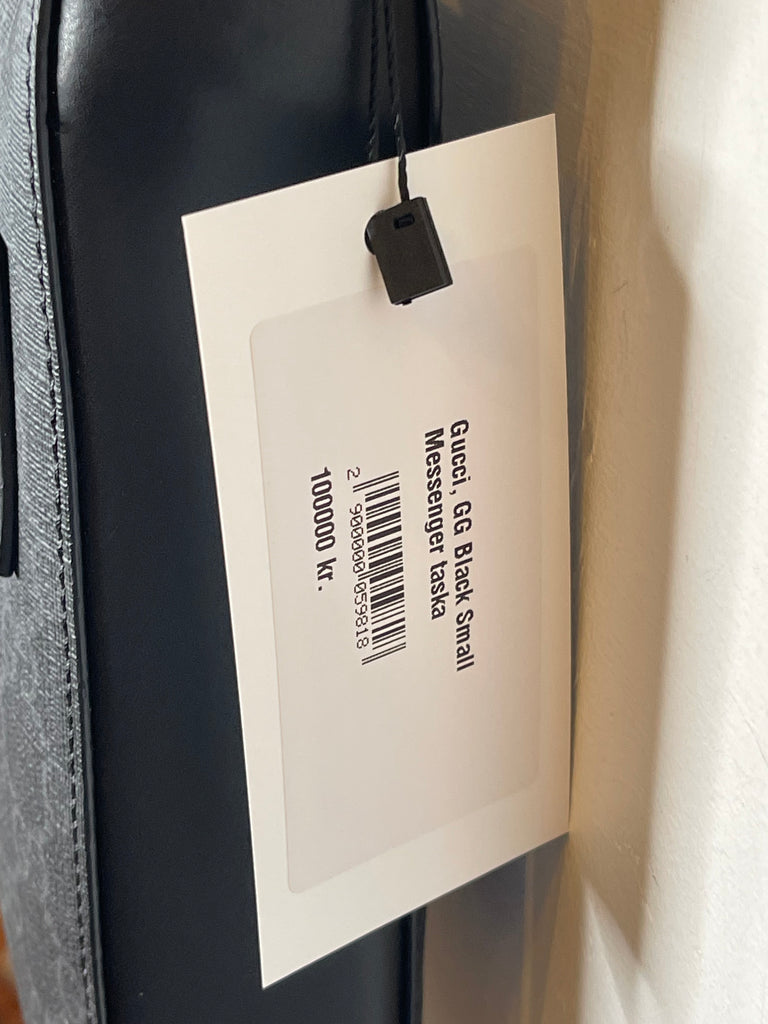 Gucci, GG Black Small
Messenger taska
2 900000 059818
100000 kr.